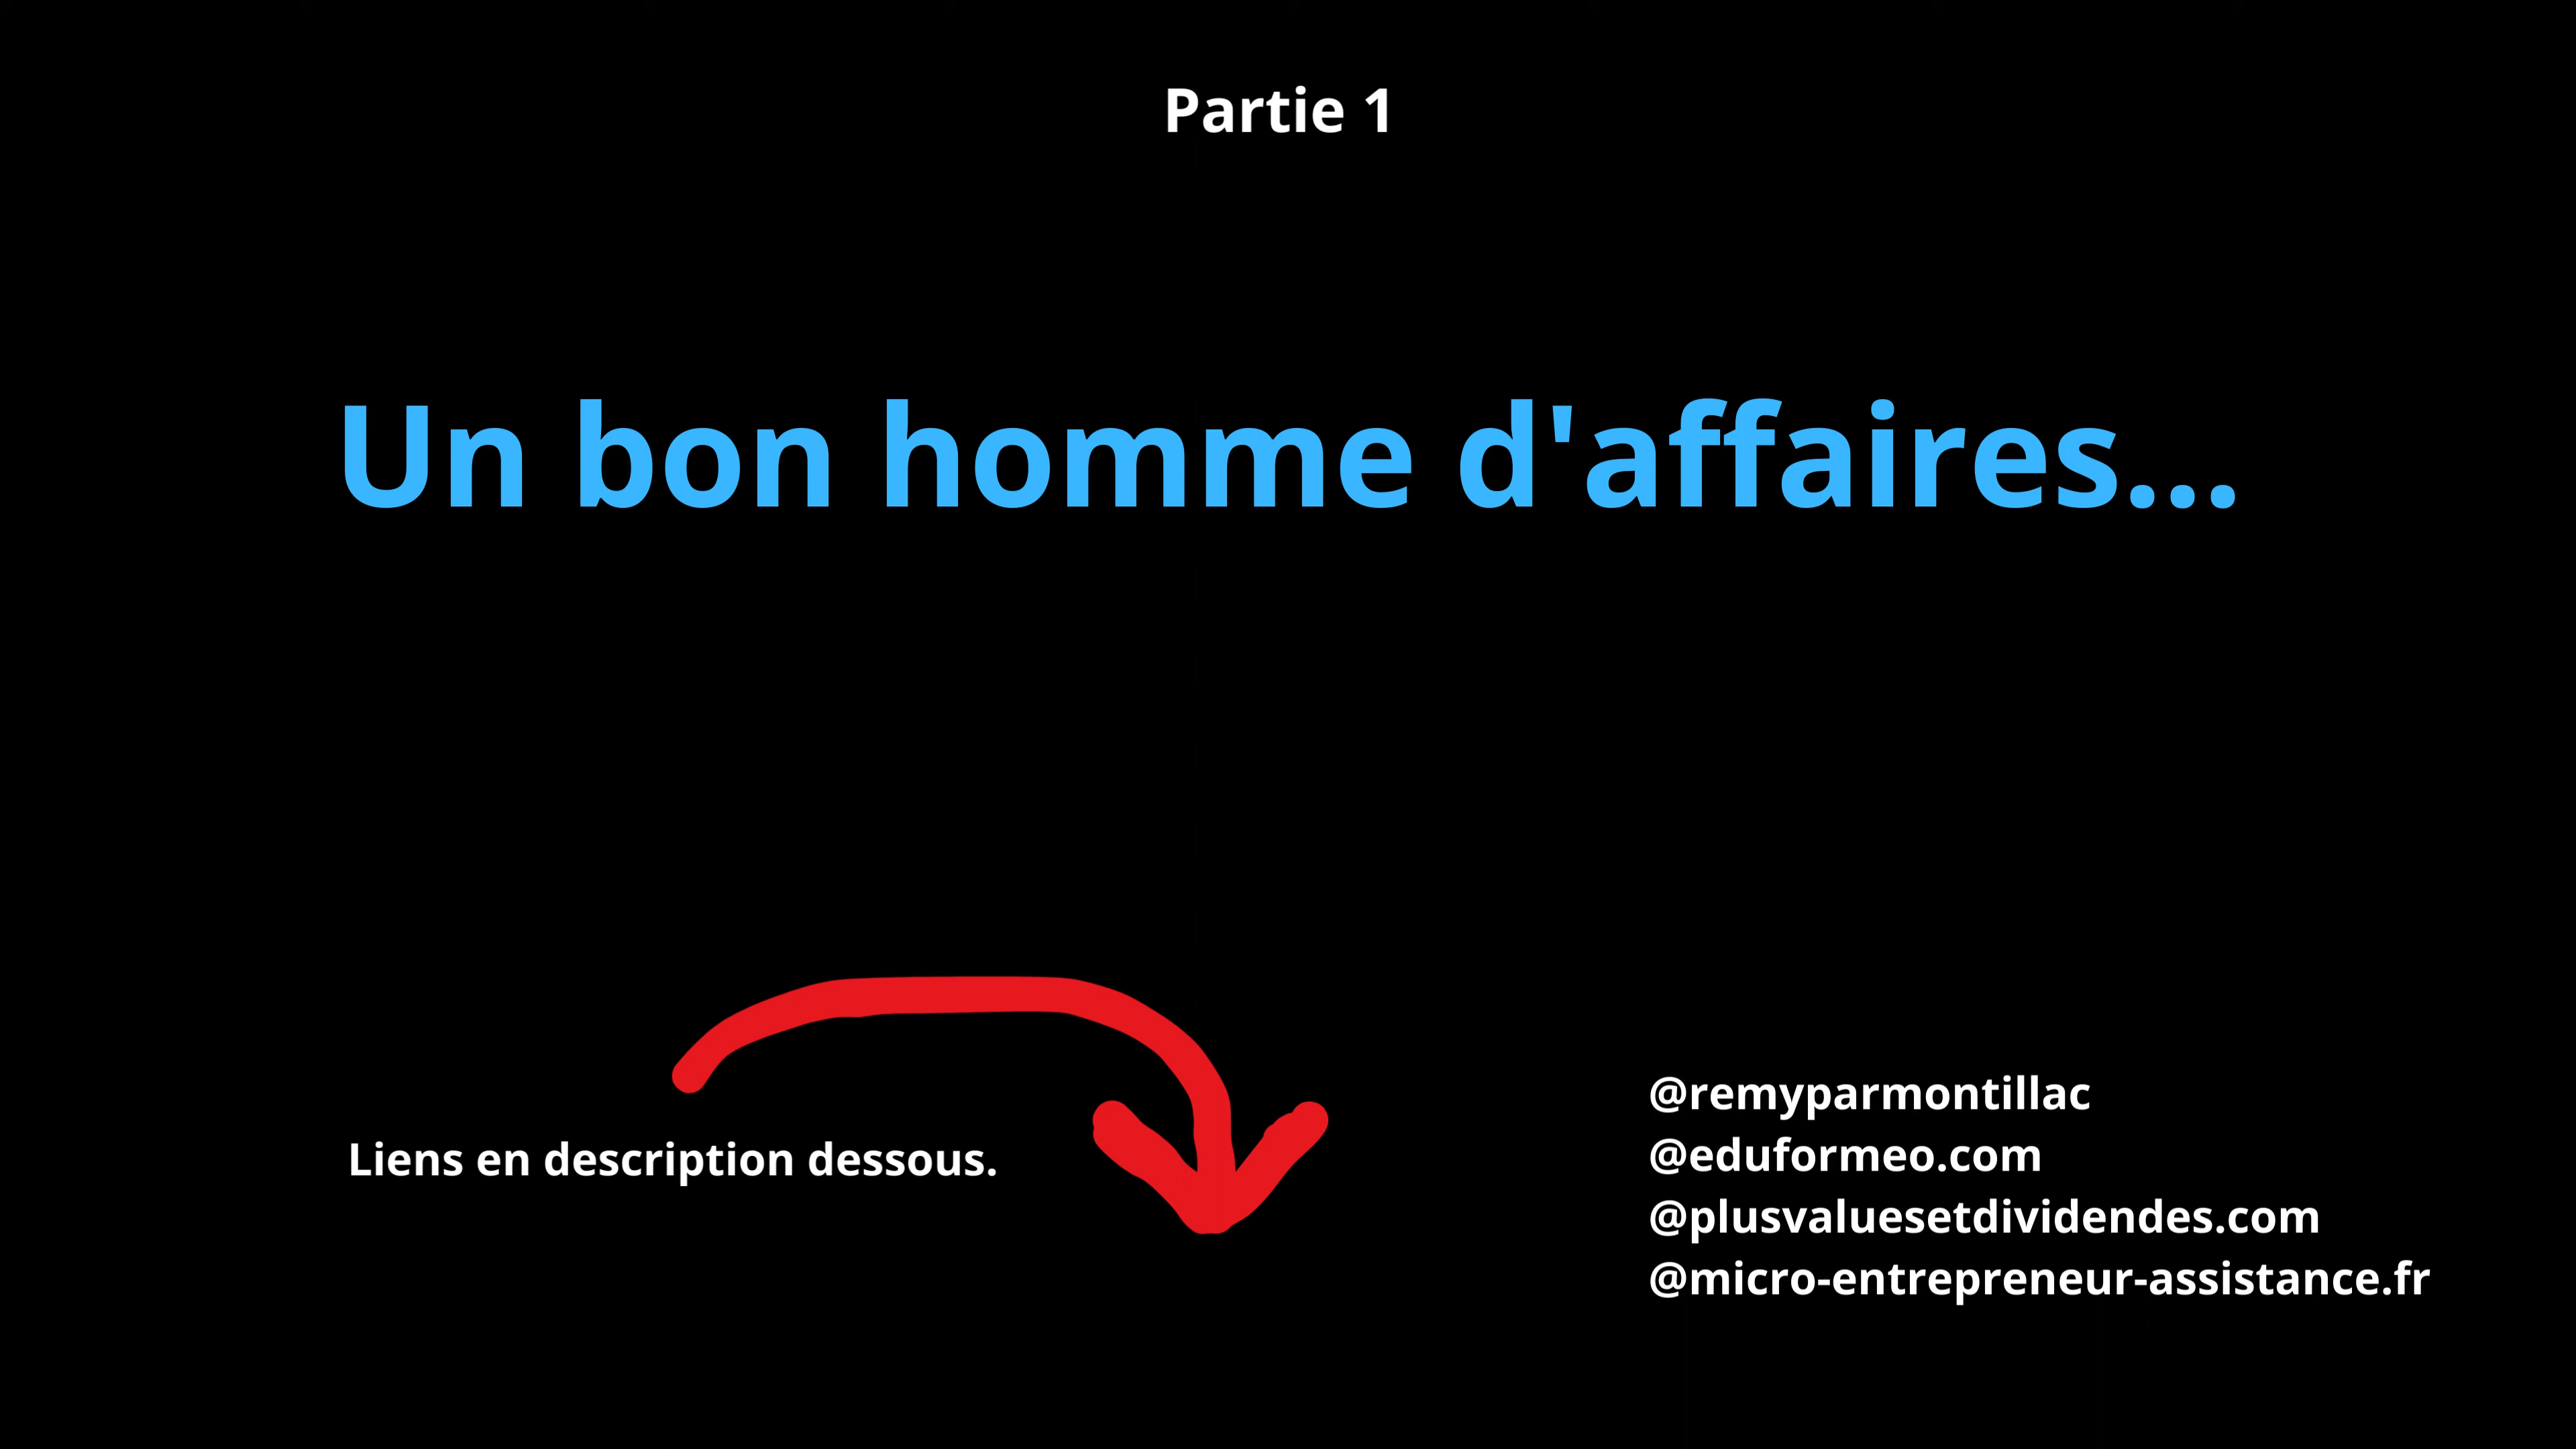 Partie 1
Un bon homme d'affaires...
Liens en description dessous.
@remyparmontillac
@eduformeo.com
@plusvaluesetdividendes.com
@micro-entrepreneur-assistance.fr